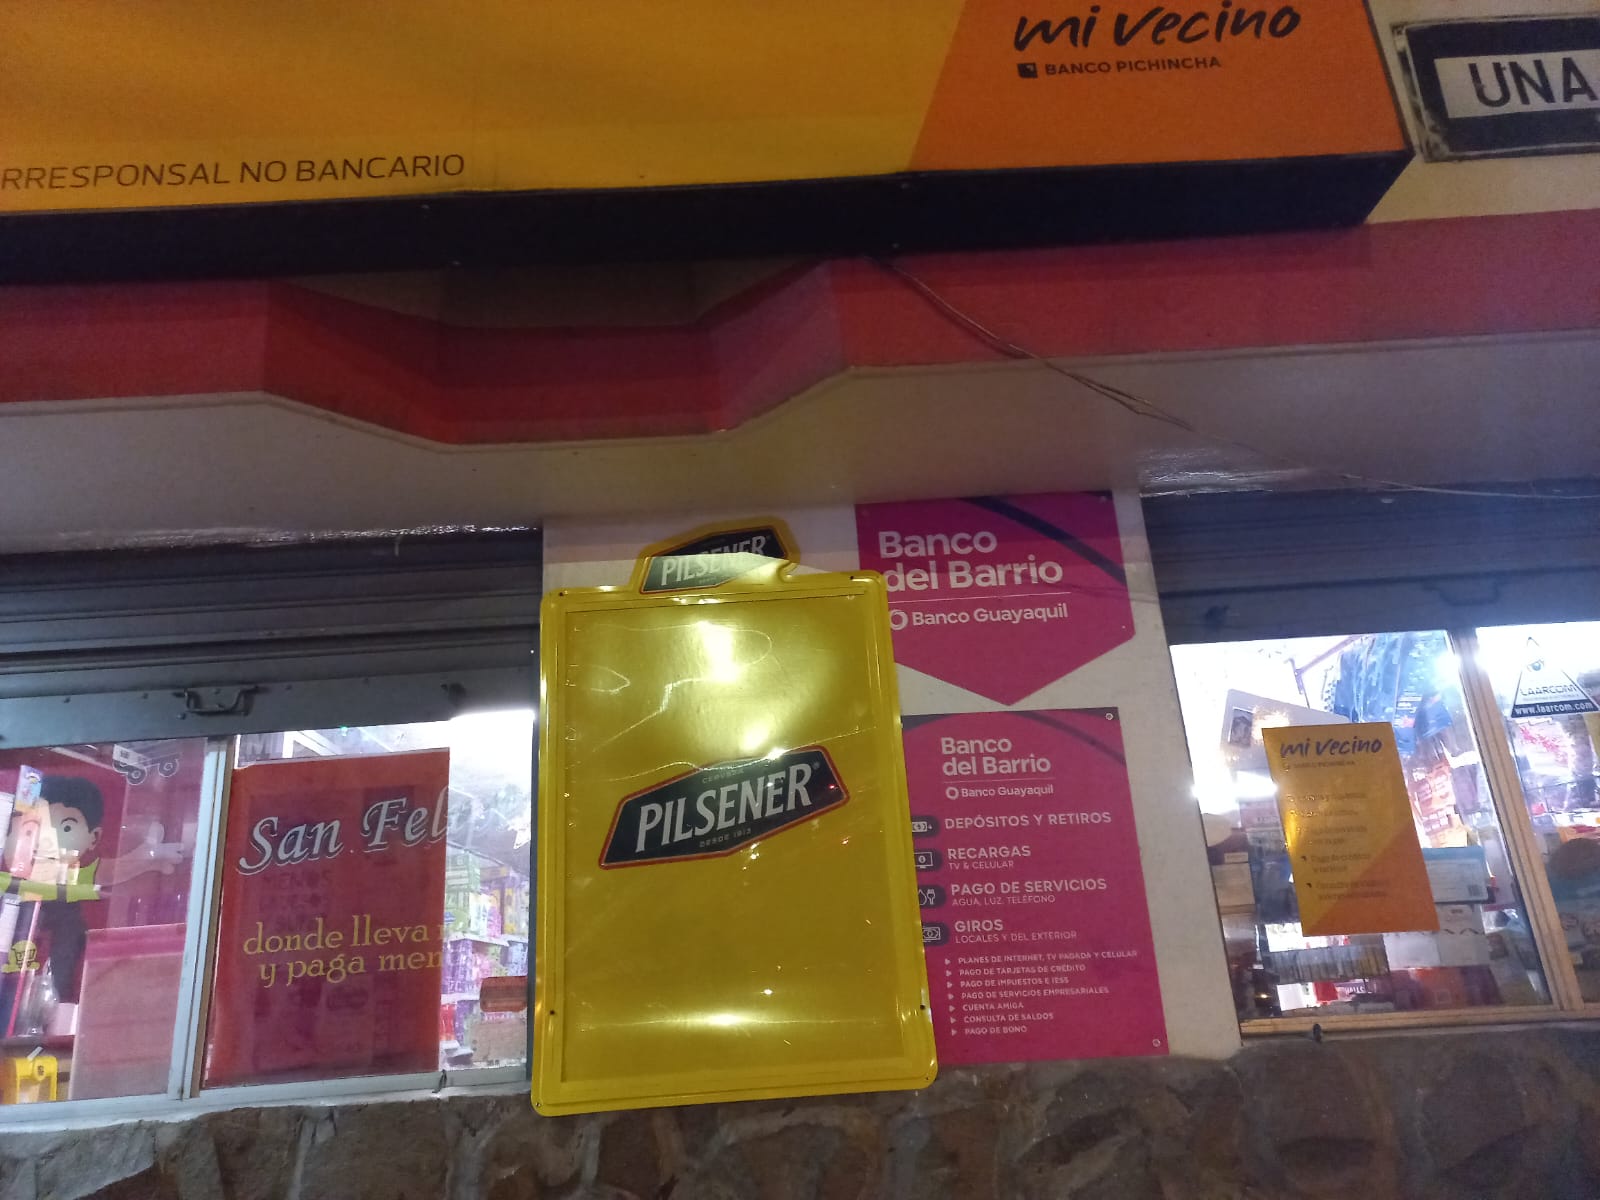 mi vecino
BANCO PICHINCHA
RRESPONSAL NO BANCARIO
UNA
PILSENER
CERVEZA
PILSENER
DESDE 1913
Banco
del Barrio
Banco Guayaquil
Banco
del Barrio
Banco Guayaquil
DEPÓSITOS Y RETIROS
RECARGAS
TV & CELULAR
PAGO DE SERVICIOS
AGUA, LUZ, TELÉFONO
GIROS
LOCALES Y DEL EXTERIOR
PLANES DE INTERNET, TV PAGADA Y CELULAR
PAGO DE TARJETAS DE CRÉDITO
PAGO DE IMPUESTOS E IESS
PAGO DE SERVICIOS EMPRESARIALES
CUENTA AMIGA
CONSULTA DE SALDOS
PAGO DE BONO
San Feli
donde lleva
y paga men
mi vecino
BANCO PICHINCHA
LAARCOM
www.laarcom.com